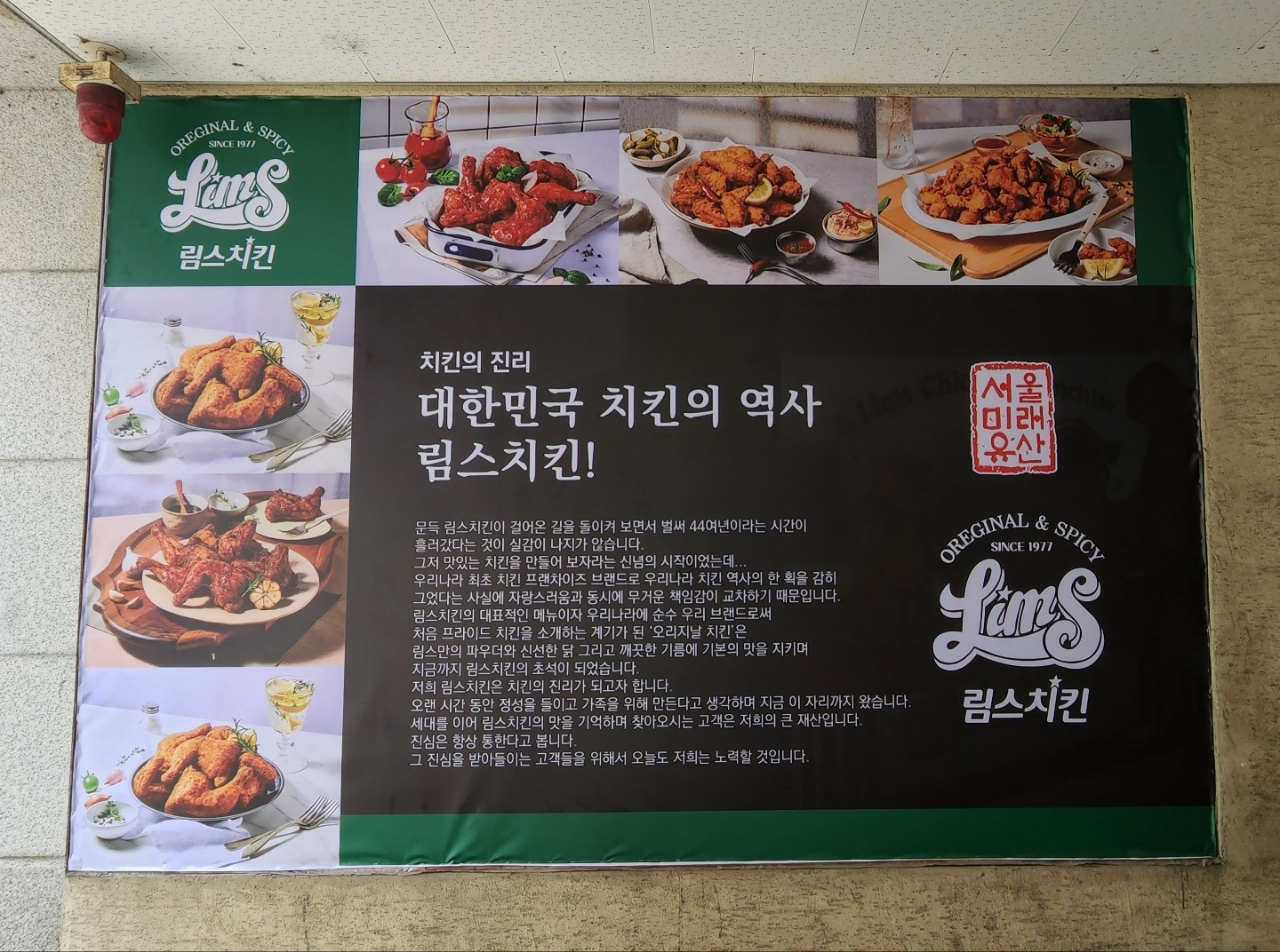 OREGINAL & SPICY
SINCE 1977
Lims
림스치킨
치킨의 진리
대한민국 치킨의 역사
림스치킨!
문득 림스치킨이 걸어온 길을 돌이켜 보면서 벌써 44여년이라는 시간이
흘러갔다는 것이 실감이 나지가 않습니다.
그저 맛있는 치킨을 만들어 보자라는 신념의 시작이었는데...
우리나라 최초 치킨 프랜차이즈 브랜드로 우리나라 치킨 역사의 한 획을 감히
그었다는 사실에 자랑스러움과 동시에 무거운 책임감이 교차하기 때문입니다.
림스치킨의 대표적인 메뉴이자 우리나라에 순수 우리 브랜드로써
처음 프라이드 치킨을 소개하는 계기가 된 '오리지날 치킨'은
림스만의 파우더와 신선한 닭 그리고 깨끗한 기름에 기본의 맛을 지키며
지금까지 림스치킨의 초석이 되었습니다.
저희 림스치킨은 치킨의 진리가 되고자 합니다.
오랜 시간 동안 정성을 들이고 가족을 위해 만든다고 생각하며 지금 이 자리까지 왔습니다.
세대를 이어 림스치킨의 맛을 기억하며 찾아오시는 고객은 저희의 큰 재산입니다.
진심은 항상 통한다고 봅니다.
그 진심을 받아들이는 고객들을 위해서 오늘도 저희는 노력할 것입니다.
서울
미래
유산
OREGINAL & SPICY
SINCE 1977
Lims
림스치킨